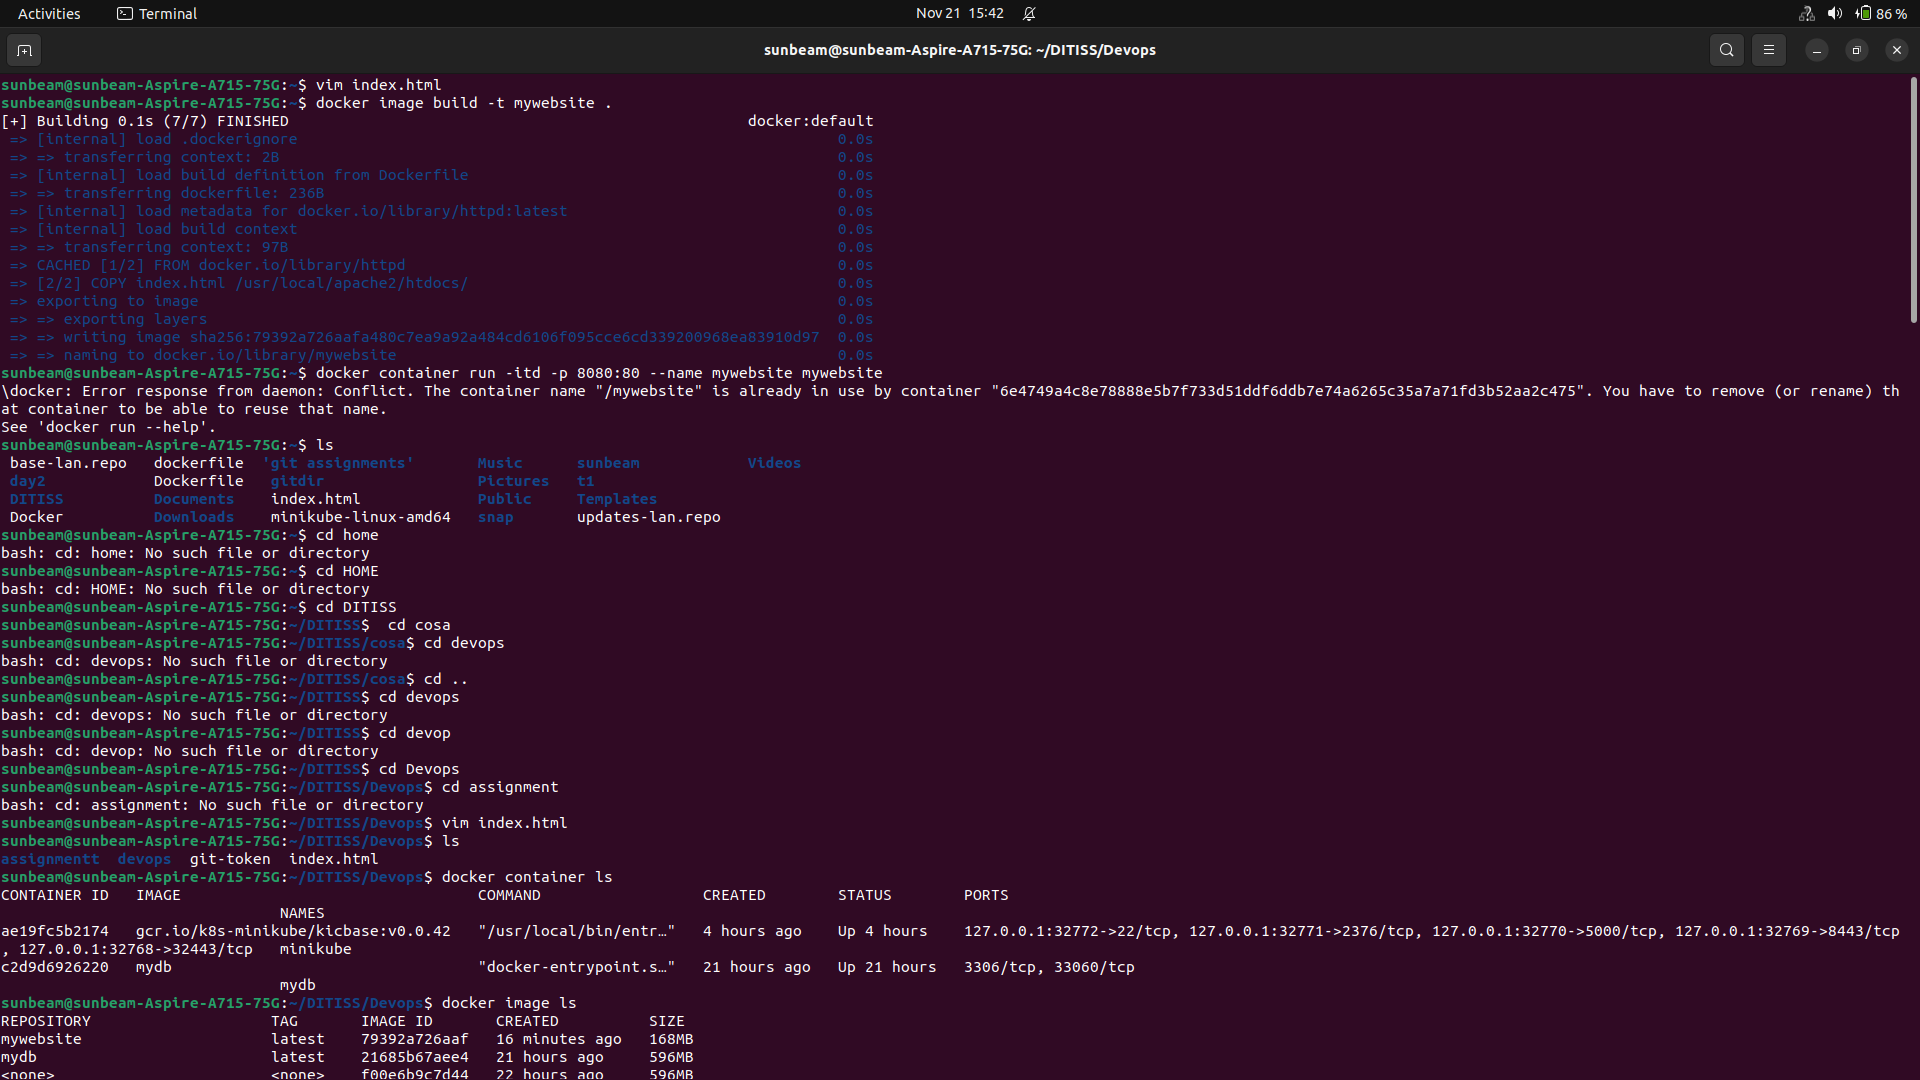 Activities Terminal Nov 21 15:42 86 %
sunbeam@sunbeam-Aspire-A715-75G: ~/DITISS/Devops
sunbeam@sunbeam-Aspire-A715-75G:~$ vim index.html
sunbeam@sunbeam-Aspire-A715-75G:~$ docker image build -t mywebsite .
[+] Building 0.1s (7/7) FINISHED docker:default
=> [internal] load .dockerignore 0.0s
=> => transferring context: 2B 0.0s
=> [internal] load build definition from Dockerfile 0.0s
=> => transferring dockerfile: 236B 0.0s
=> [internal] load metadata for docker.io/library/httpd:latest 0.0s
=> [internal] load build context 0.0s
=> => transferring context: 97B 0.0s
=> CACHED [1/2] FROM docker.io/library/httpd 0.0s
=> [2/2] COPY index.html /usr/local/apache2/htdocs/ 0.0s
=> exporting to image 0.0s
=> => exporting layers 0.0s
=> => writing image sha256:79392a726aafa480c7ea9a92a484cd6106f095cce6cd339200968ea83910d97 0.0s
=> => naming to docker.io/library/mywebsite 0.0s
sunbeam@sunbeam-Aspire-A715-75G:~$ docker container run -itd -p 8080:80 --name mywebsite mywebsite
\docker: Error response from daemon: Conflict. The container name "/mywebsite" is already in use by container "6e4749a4c8e78888e5b7f733d51ddf6ddb7e74a6265c35a7a71fd3b52aa2c475". You have to remove (or rename) th
at container to be able to reuse that name.
See 'docker run --help'.
sunbeam@sunbeam-Aspire-A715-75G:~$ ls
base-lan.repo dockerfile 'git assignments' Music sunbeam Videos
day2 Dockerfile gitdir Pictures t1
DITISS Documents index.html Public Templates
Docker Downloads minikube-linux-amd64 snap updates-lan.repo
sunbeam@sunbeam-Aspire-A715-75G:~$ cd home
bash: cd: home: No such file or directory
sunbeam@sunbeam-Aspire-A715-75G:~$ cd HOME
bash: cd: HOME: No such file or directory
sunbeam@sunbeam-Aspire-A715-75G:~$ cd DITISS
sunbeam@sunbeam-Aspire-A715-75G:~/DITISS$  cd cosa
sunbeam@sunbeam-Aspire-A715-75G:~/DITISS/cosa$ cd devops
bash: cd: devops: No such file or directory
sunbeam@sunbeam-Aspire-A715-75G:~/DITISS/cosa$ cd ..
sunbeam@sunbeam-Aspire-A715-75G:~/DITISS$ cd devops
bash: cd: devops: No such file or directory
sunbeam@sunbeam-Aspire-A715-75G:~/DITISS$ cd devop
bash: cd: devop: No such file or directory
sunbeam@sunbeam-Aspire-A715-75G:~/DITISS$ cd Devops
sunbeam@sunbeam-Aspire-A715-75G:~/DITISS/Devops$ cd assignment
bash: cd: assignment: No such file or directory
sunbeam@sunbeam-Aspire-A715-75G:~/DITISS/Devops$ vim index.html
sunbeam@sunbeam-Aspire-A715-75G:~/DITISS/Devops$ ls
assignmentt devops git-token index.html
sunbeam@sunbeam-Aspire-A715-75G:~/DITISS/Devops$ docker container ls
CONTAINER ID IMAGE COMMAND CREATED STATUS PORTS
NAMES
ae19fc5b2174 gcr.io/k8s-minikube/kicbase:v0.0.42 "/usr/local/bin/entr…" 4 hours ago Up 4 hours 127.0.0.1:32772->22/tcp, 127.0.0.1:32771->2376/tcp, 127.0.0.1:32770->5000/tcp, 127.0.0.1:32769->8443/tcp
, 127.0.0.1:32768->32443/tcp minikube
c2d9d6926220 mydb "docker-entrypoint.s…" 21 hours ago Up 21 hours 3306/tcp, 33060/tcp
mydb
sunbeam@sunbeam-Aspire-A715-75G:~/DITISS/Devops$ docker image ls
REPOSITORY TAG IMAGE ID CREATED SIZE
mywebsite latest 79392a726aaf 16 minutes ago 168MB
mydb latest 21685b67aee4 21 hours ago 596MB
<none> <none> f00e6b9c7d44 22 hours ago 596MB